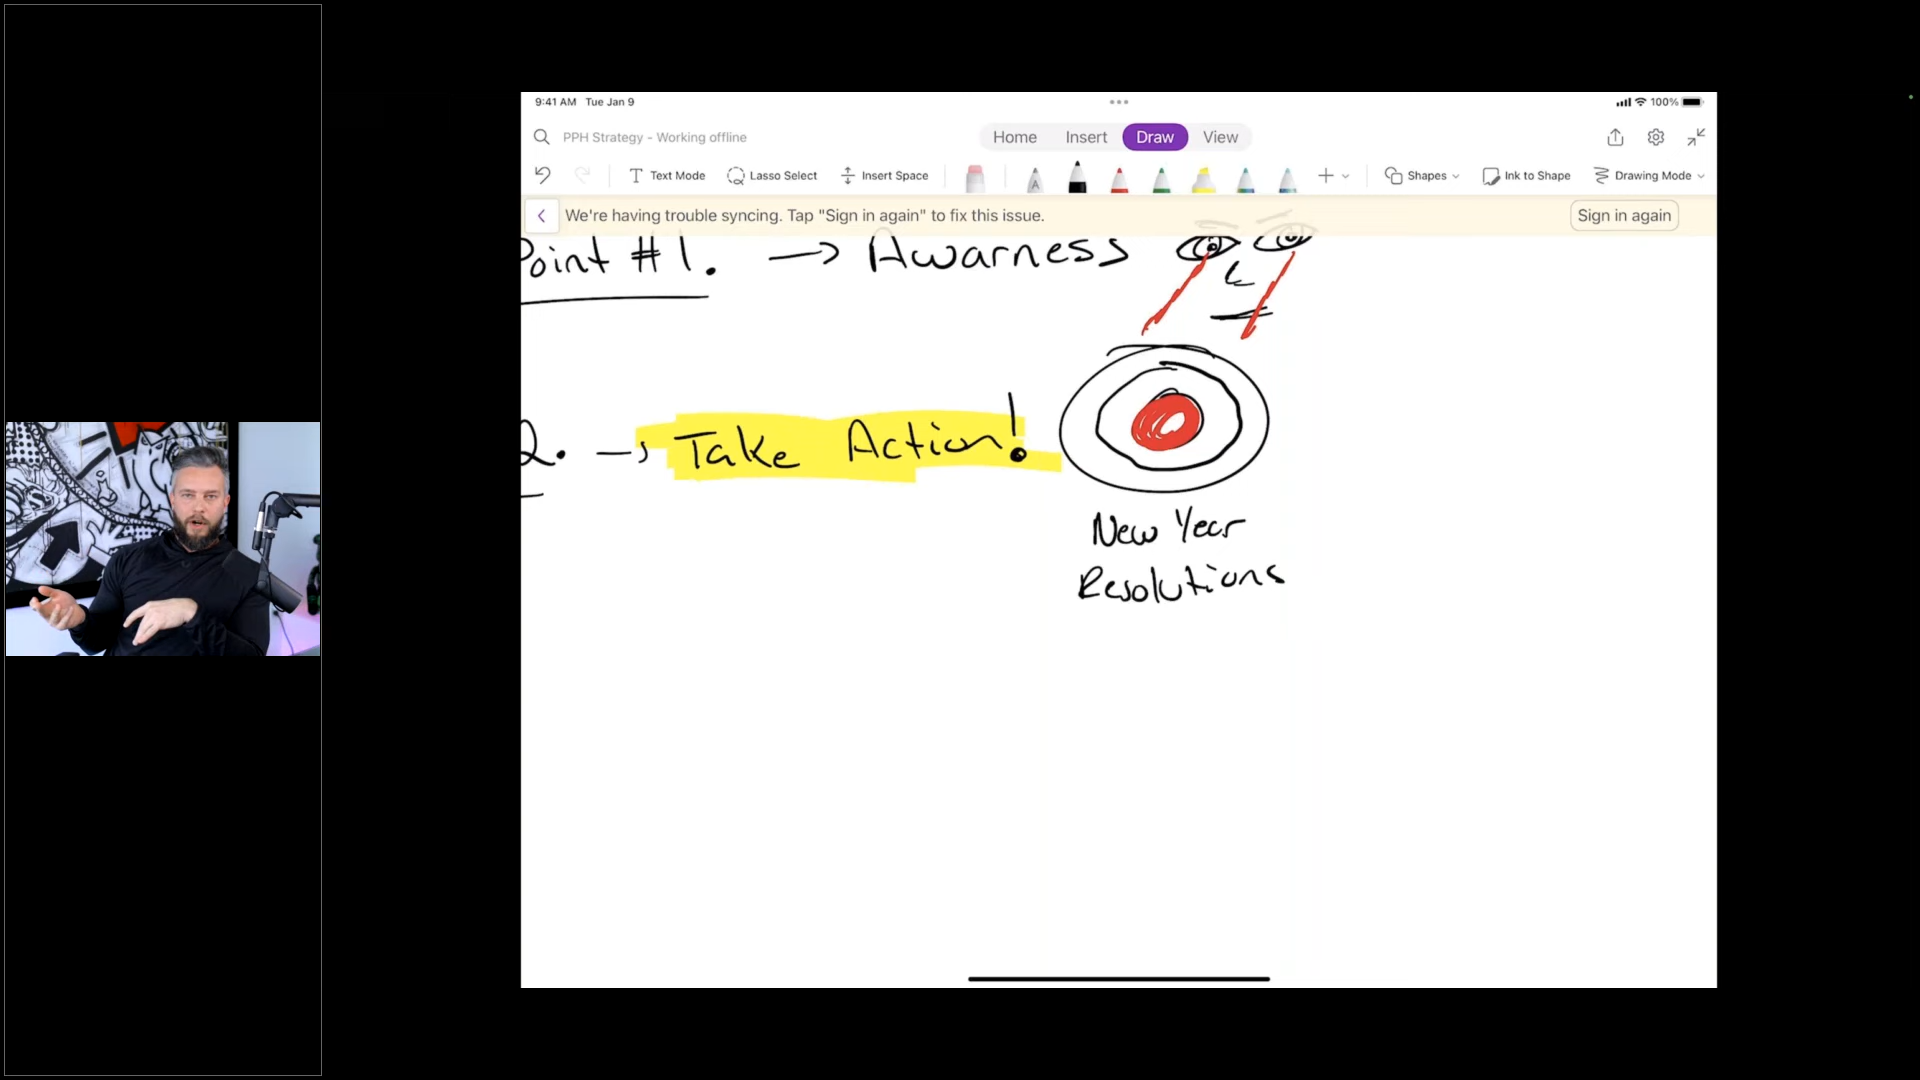 9:41 AM Tue Jan 9
100%
PPH Strategy - Working offline
Home Insert Draw View
Text Mode Lasso Select Insert Space Shapes Ink to Shape Drawing Mode
We're having trouble syncing. Tap "Sign in again" to fix this issue. Sign in again
Point #1. → Awarness
2. → Take Action!
New Year
Resolutions